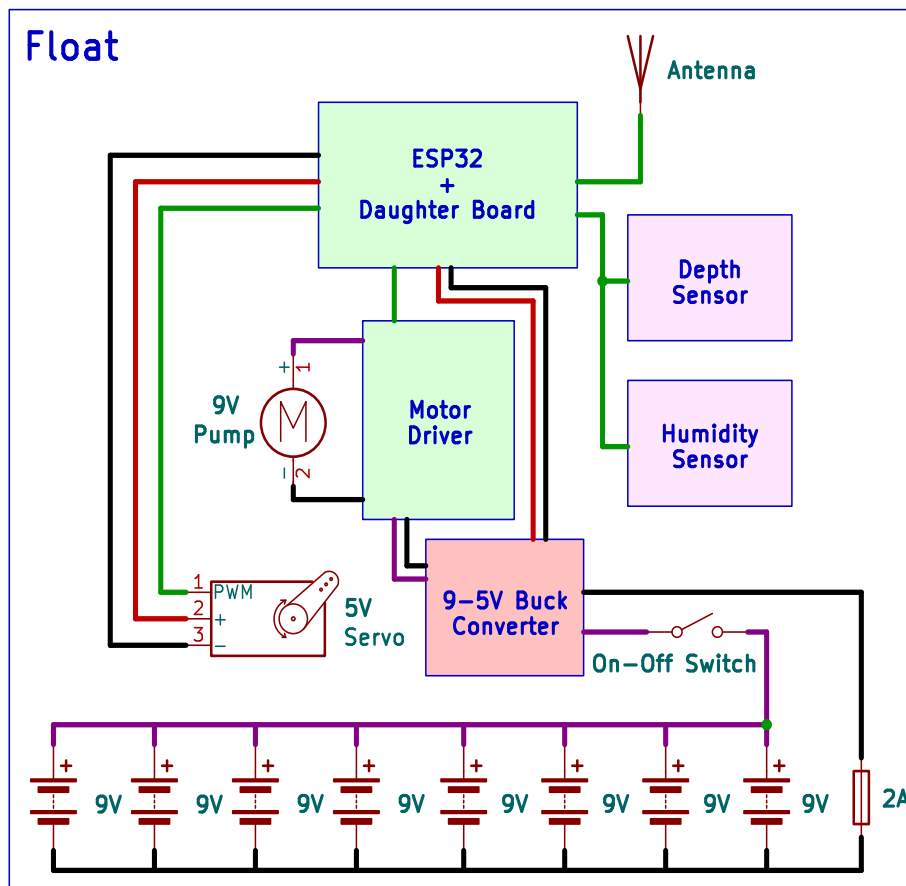 Float
Antenna
ESP32
+
Daughter Board
Depth
Sensor
+ 1
9V
Pump
M
- 2
Motor
Driver
Humidity
Sensor
1 PWM
2 +
3 -
5V
Servo
9-5V Buck
Converter
On-Off Switch
+ + + + + + + +
9V 9V 9V 9V 9V 9V 9V 9V 2A